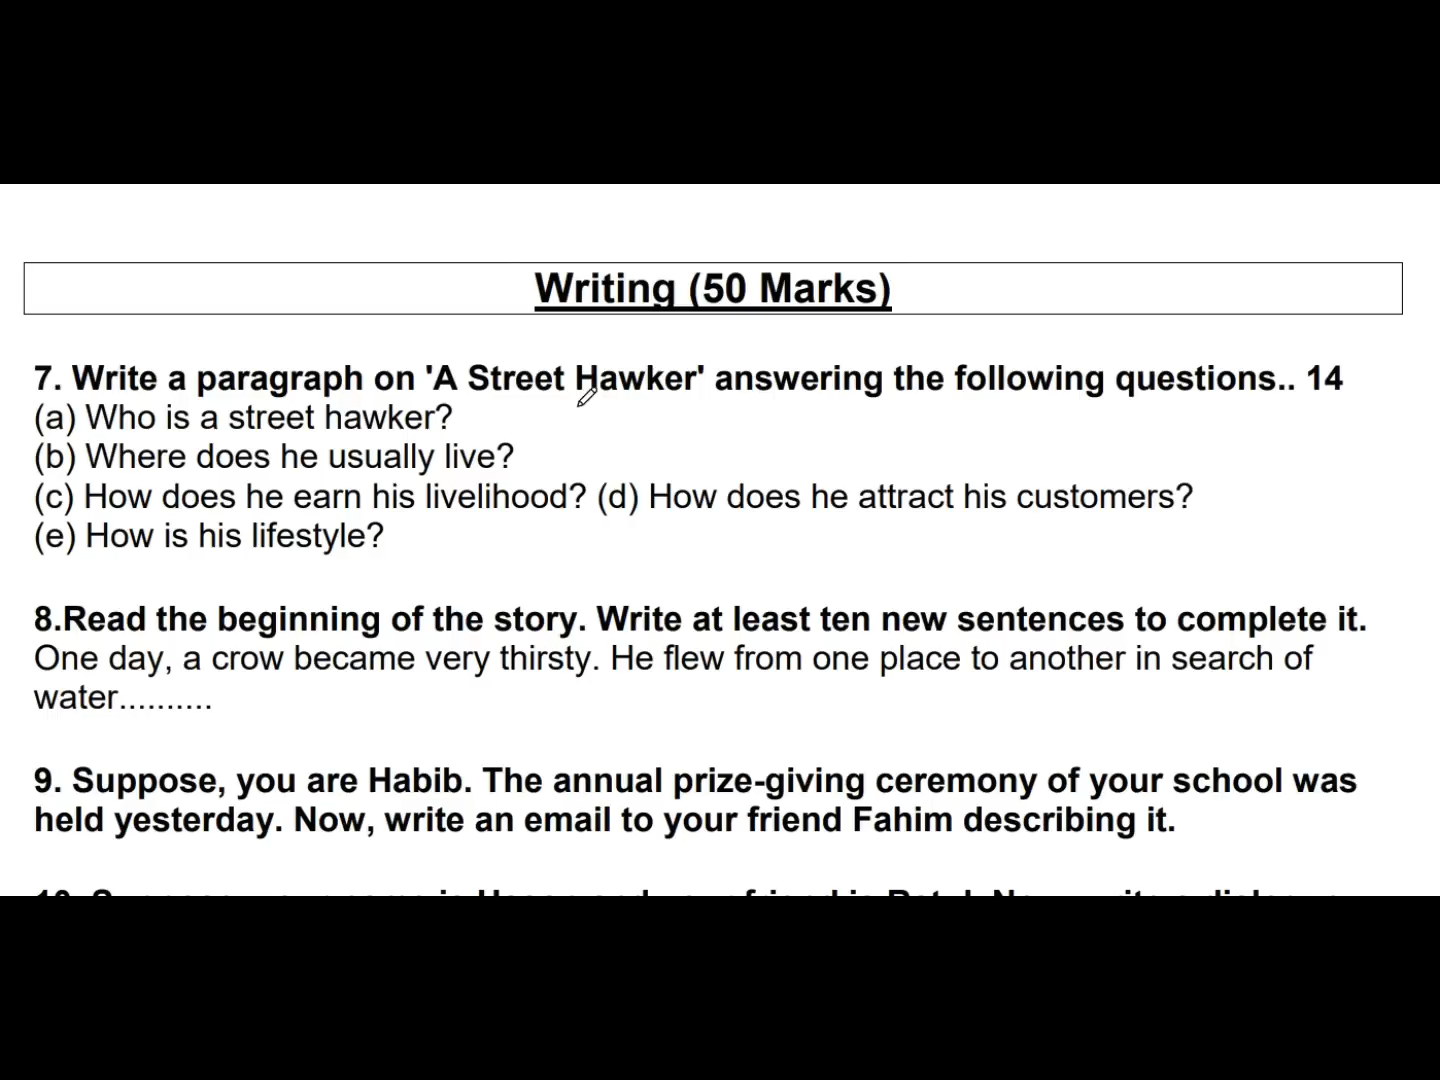 Writing (50 Marks)
7. Write a paragraph on 'A Street Hawker' answering the following questions.. 14
(a) Who is a street hawker?
(b) Where does he usually live?
(c) How does he earn his livelihood? (d) How does he attract his customers?
(e) How is his lifestyle?
8.Read the beginning of the story. Write at least ten new sentences to complete it.
One day, a crow became very thirsty. He flew from one place to another in search of
water..........
9. Suppose, you are Habib. The annual prize-giving ceremony of your school was
held yesterday. Now, write an email to your friend Fahim describing it.